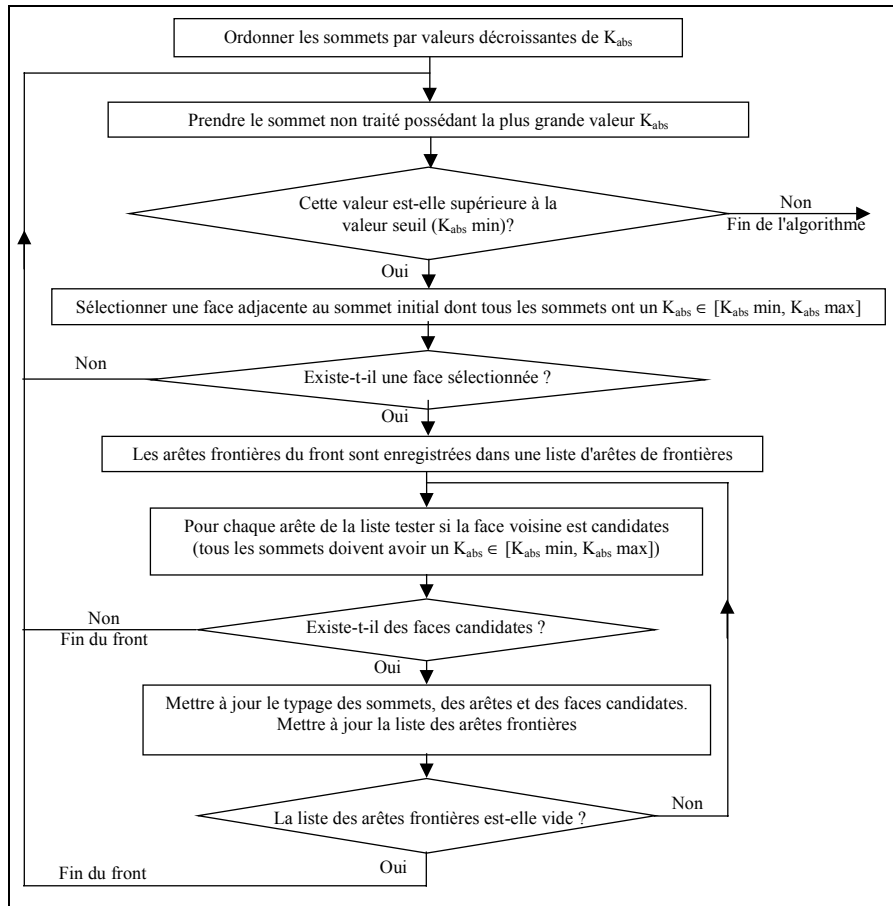 Ordonner les sommets par valeurs décroissantes de Kabs
Prendre le sommet non traité possédant la plus grande valeur Kabs
Cette valeur est-elle supérieure à la
valeur seuil (Kabs min)?
Non
Fin de l'algorithme
Oui
Sélectionner une face adjacente au sommet initial dont tous les sommets ont un Kabs ∈ [Kabs min, Kabs max]
Non
Existe-t-il une face sélectionnée ?
Oui
Les arêtes frontières du front sont enregistrées dans une liste d'arêtes de frontières
Pour chaque arête de la liste tester si la face voisine est candidates
(tous les sommets doivent avoir un Kabs ∈ [Kabs min, Kabs max])
Non
Fin du front
Existe-t-il des faces candidates ?
Oui
Mettre à jour le typage des sommets, des arêtes et des faces candidates.
Mettre à jour la liste des arêtes frontières
La liste des arêtes frontières est-elle vide ?
Non
Oui
Fin du front